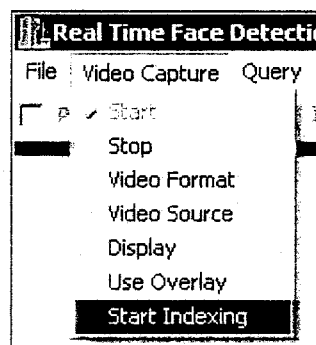 Real Time Face Detecti
File Video Capture Query
Start
Stop
Video Format
Video Source
Display
Use Overlay
Start Indexing